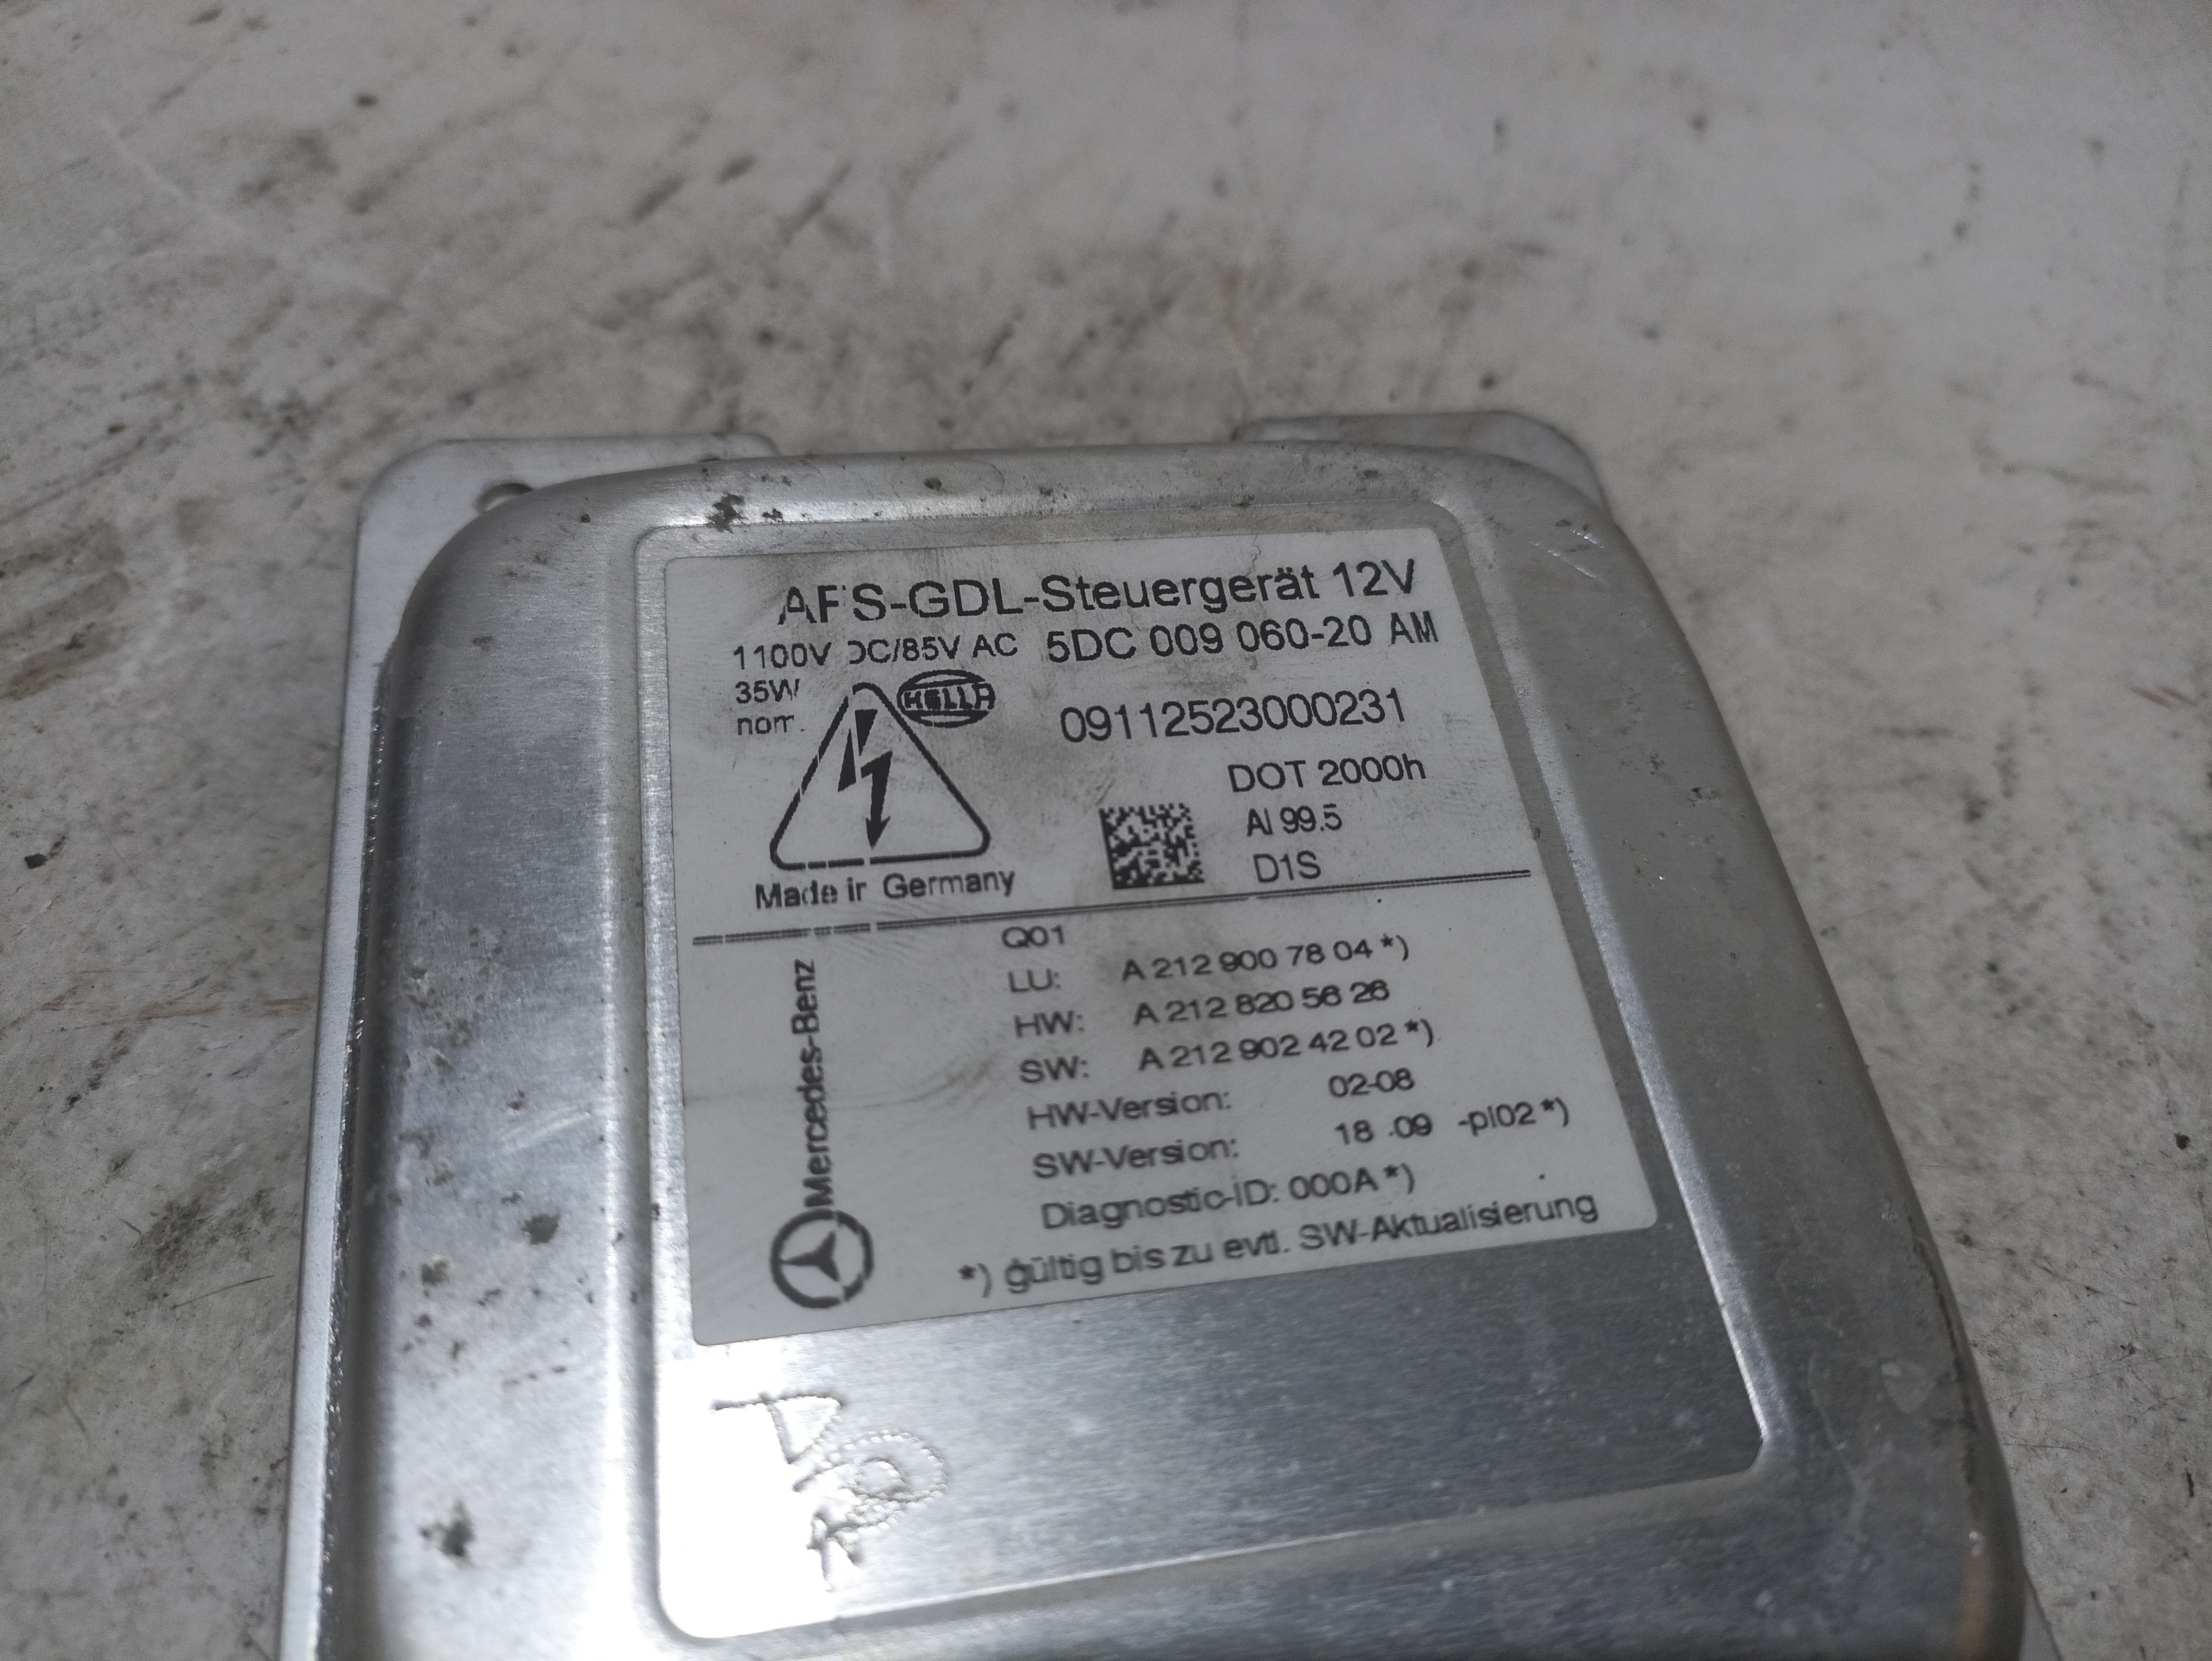 AFS-GDL-Steuergerät 12V
1100V DC/85V AC 5DC 009 060-20 AM
35W
nom.
HELLA
09112523000231
DOT 2000h
Al 99.5
D1S
Made in Germany
Mercedes-Benz
Q01
LU: A 212 900 78 04 *)
HW: A 212 820 56 26
SW: A 212 902 42 02 *)
HW-Version: 02-08
SW-Version: 18 -09 -pl02 *)
Diagnostic-ID: 000A *)
*) gültig bis zu evtl. SW-Aktualisierung